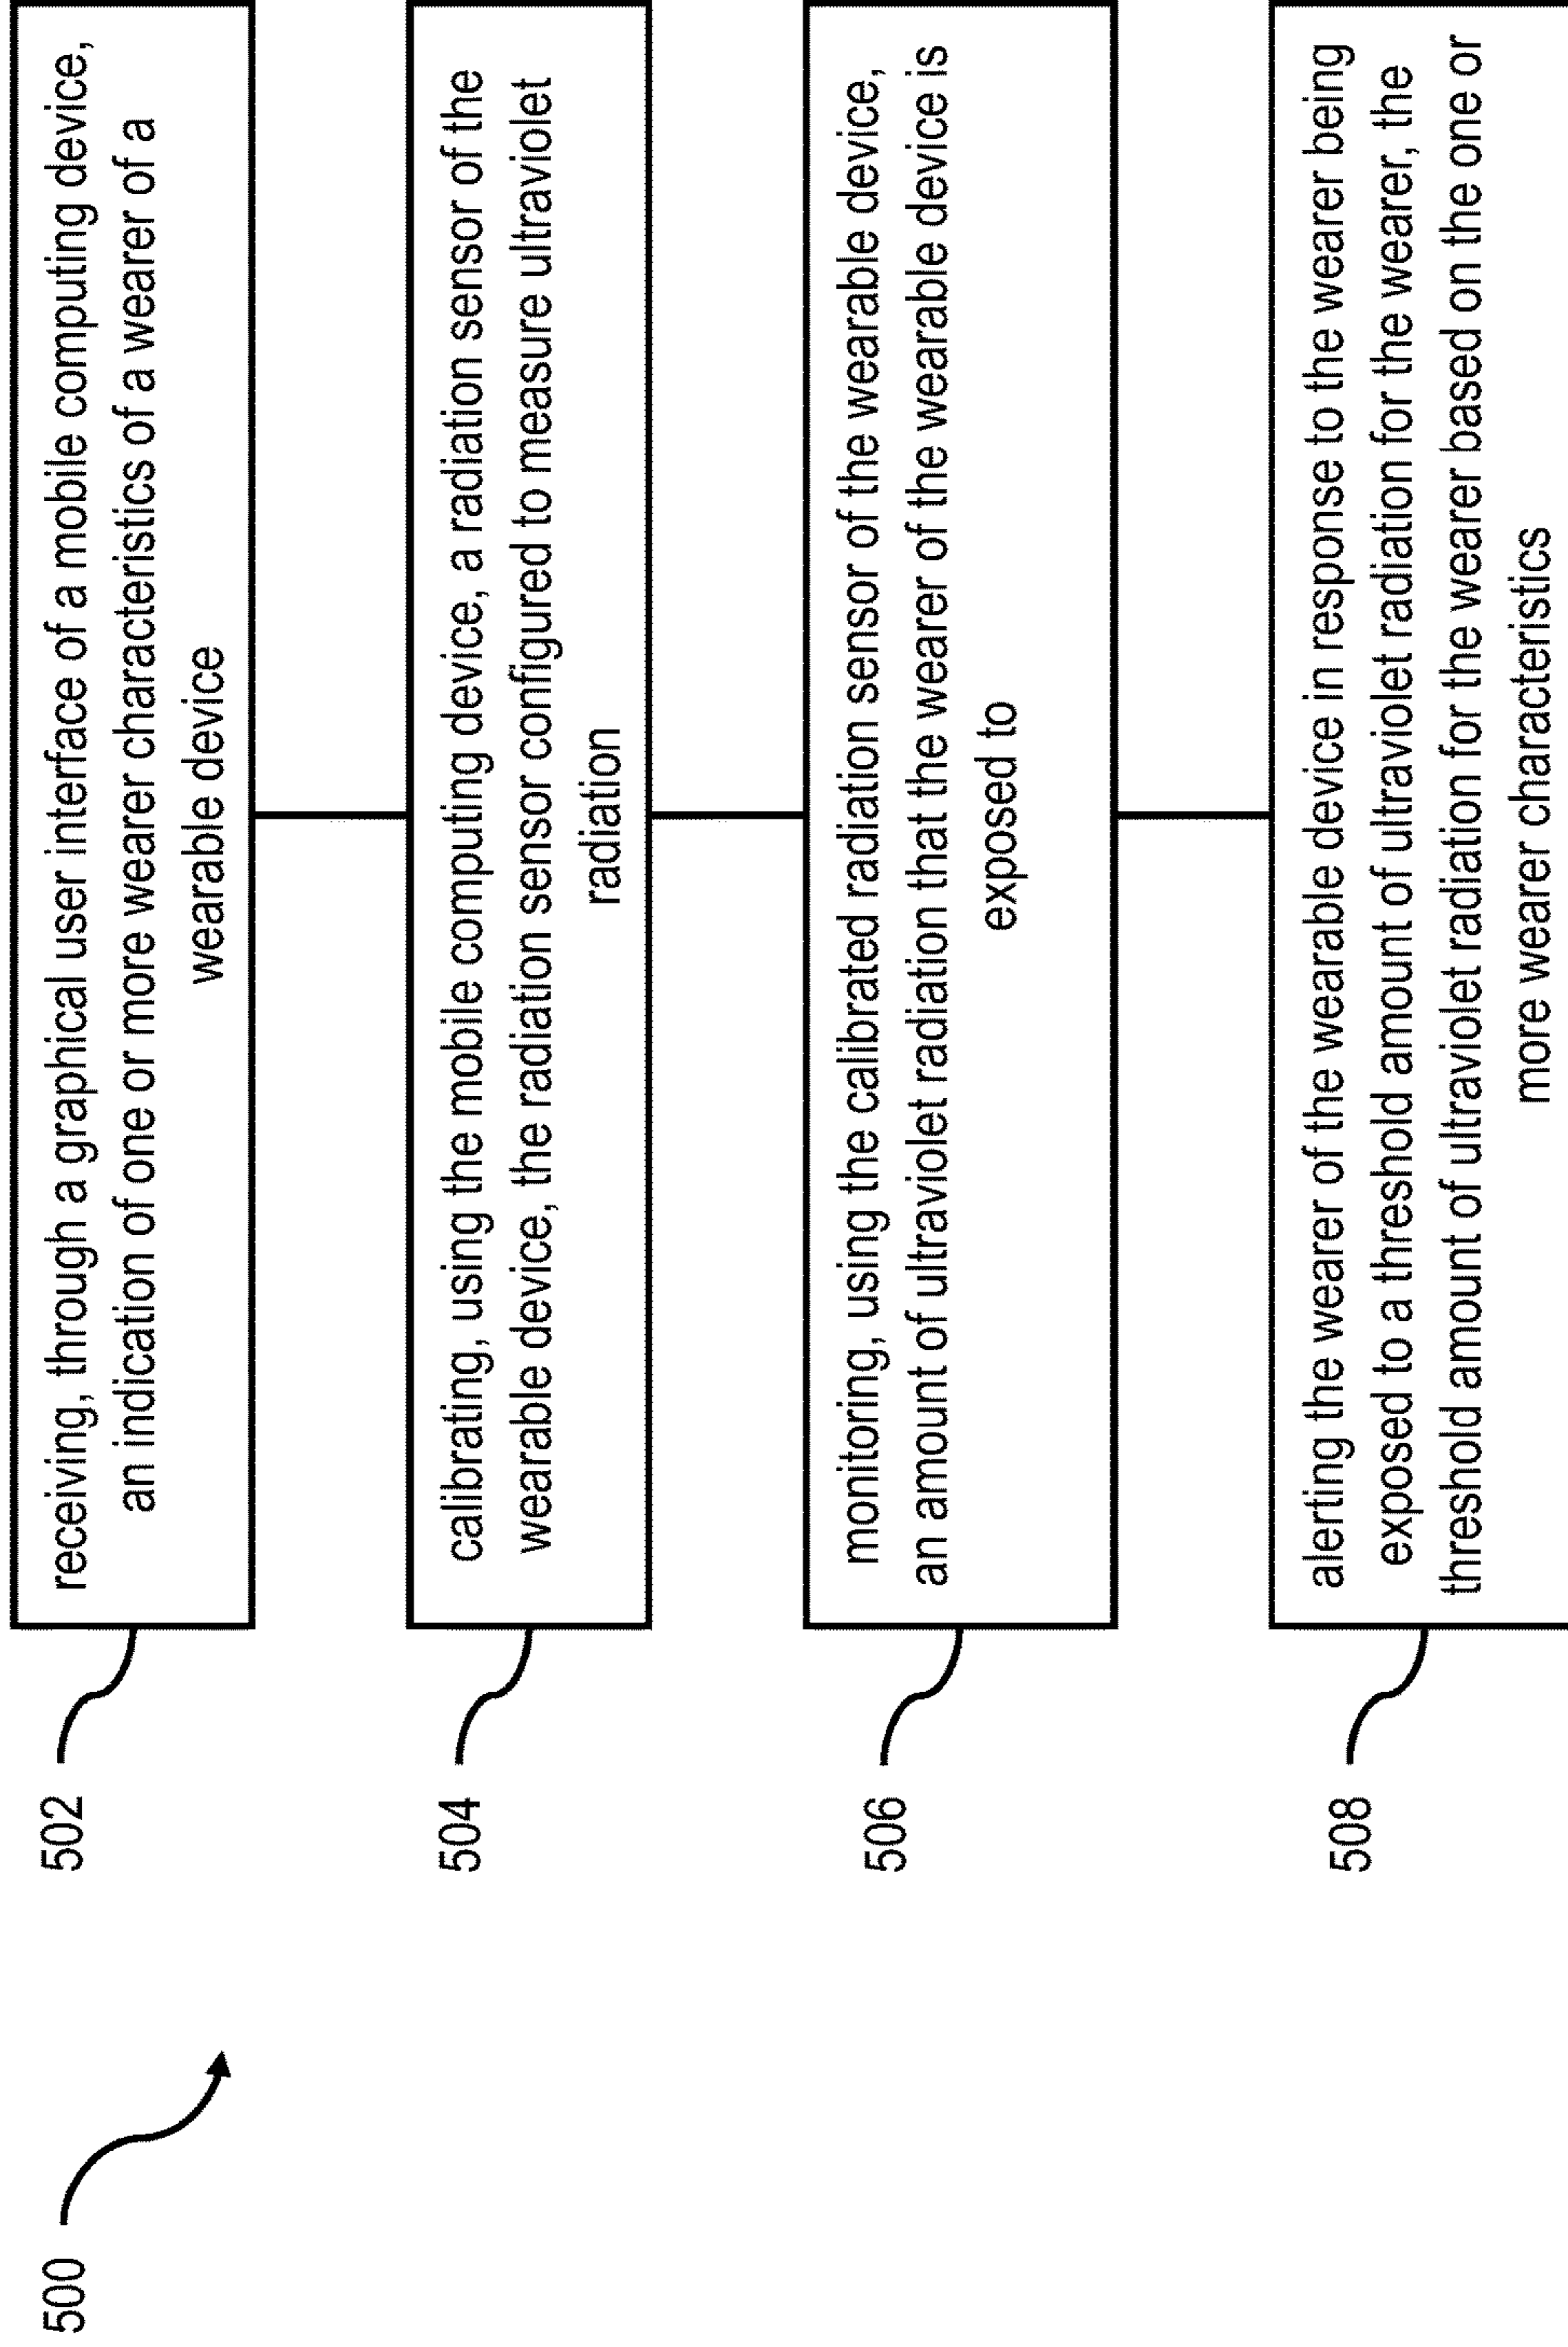 500
502
receiving, through a graphical user interface of a mobile computing device,
an indication of one or more wearer characteristics of a wearer of a
wearable device
504
calibrating, using the mobile computing device, a radiation sensor of the
wearable device, the radiation sensor configured to measure ultraviolet
radiation
506
monitoring, using the calibrated radiation sensor of the wearable device,
an amount of ultraviolet radiation that the wearer of the wearable device is
exposed to
508
alerting the wearer of the wearable device in response to the wearer being
exposed to a threshold amount of ultraviolet radiation for the wearer, the
threshold amount of ultraviolet radiation for the wearer based on the one or
more wearer characteristics